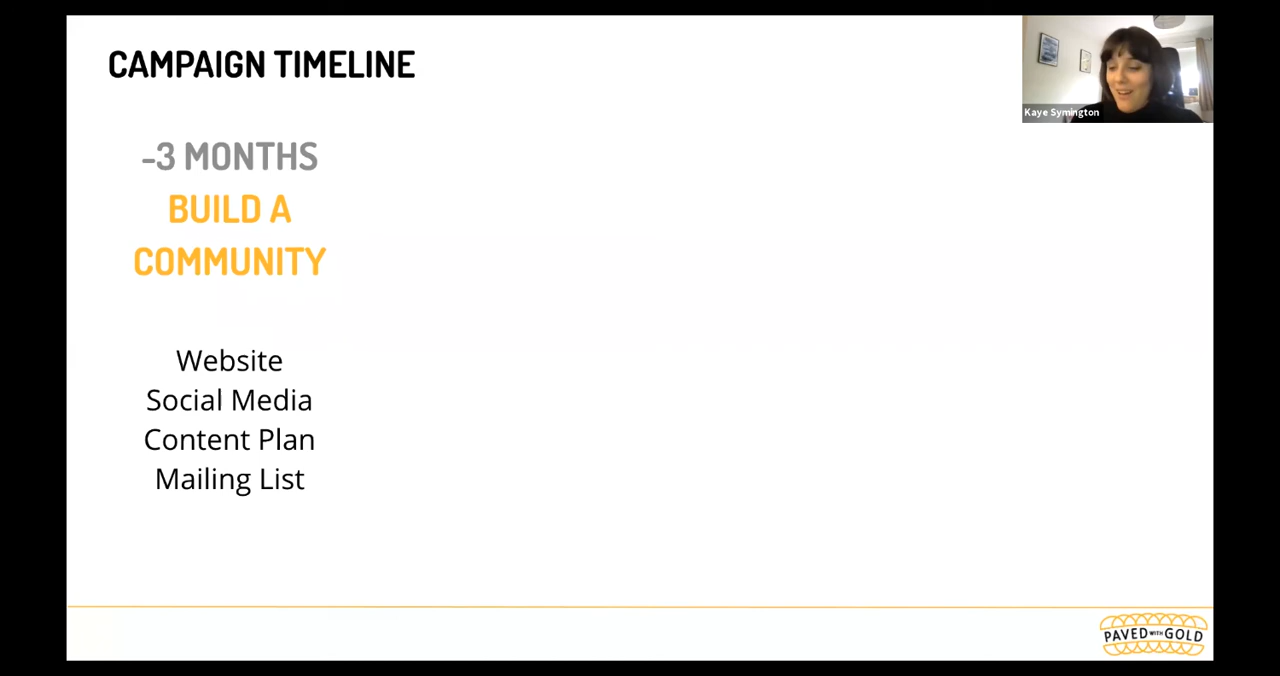 CAMPAIGN TIMELINE
Kaye Symington
-3 MONTHS
BUILD A
COMMUNITY
Website
Social Media
Content Plan
Mailing List
PAVED WITH GOLD